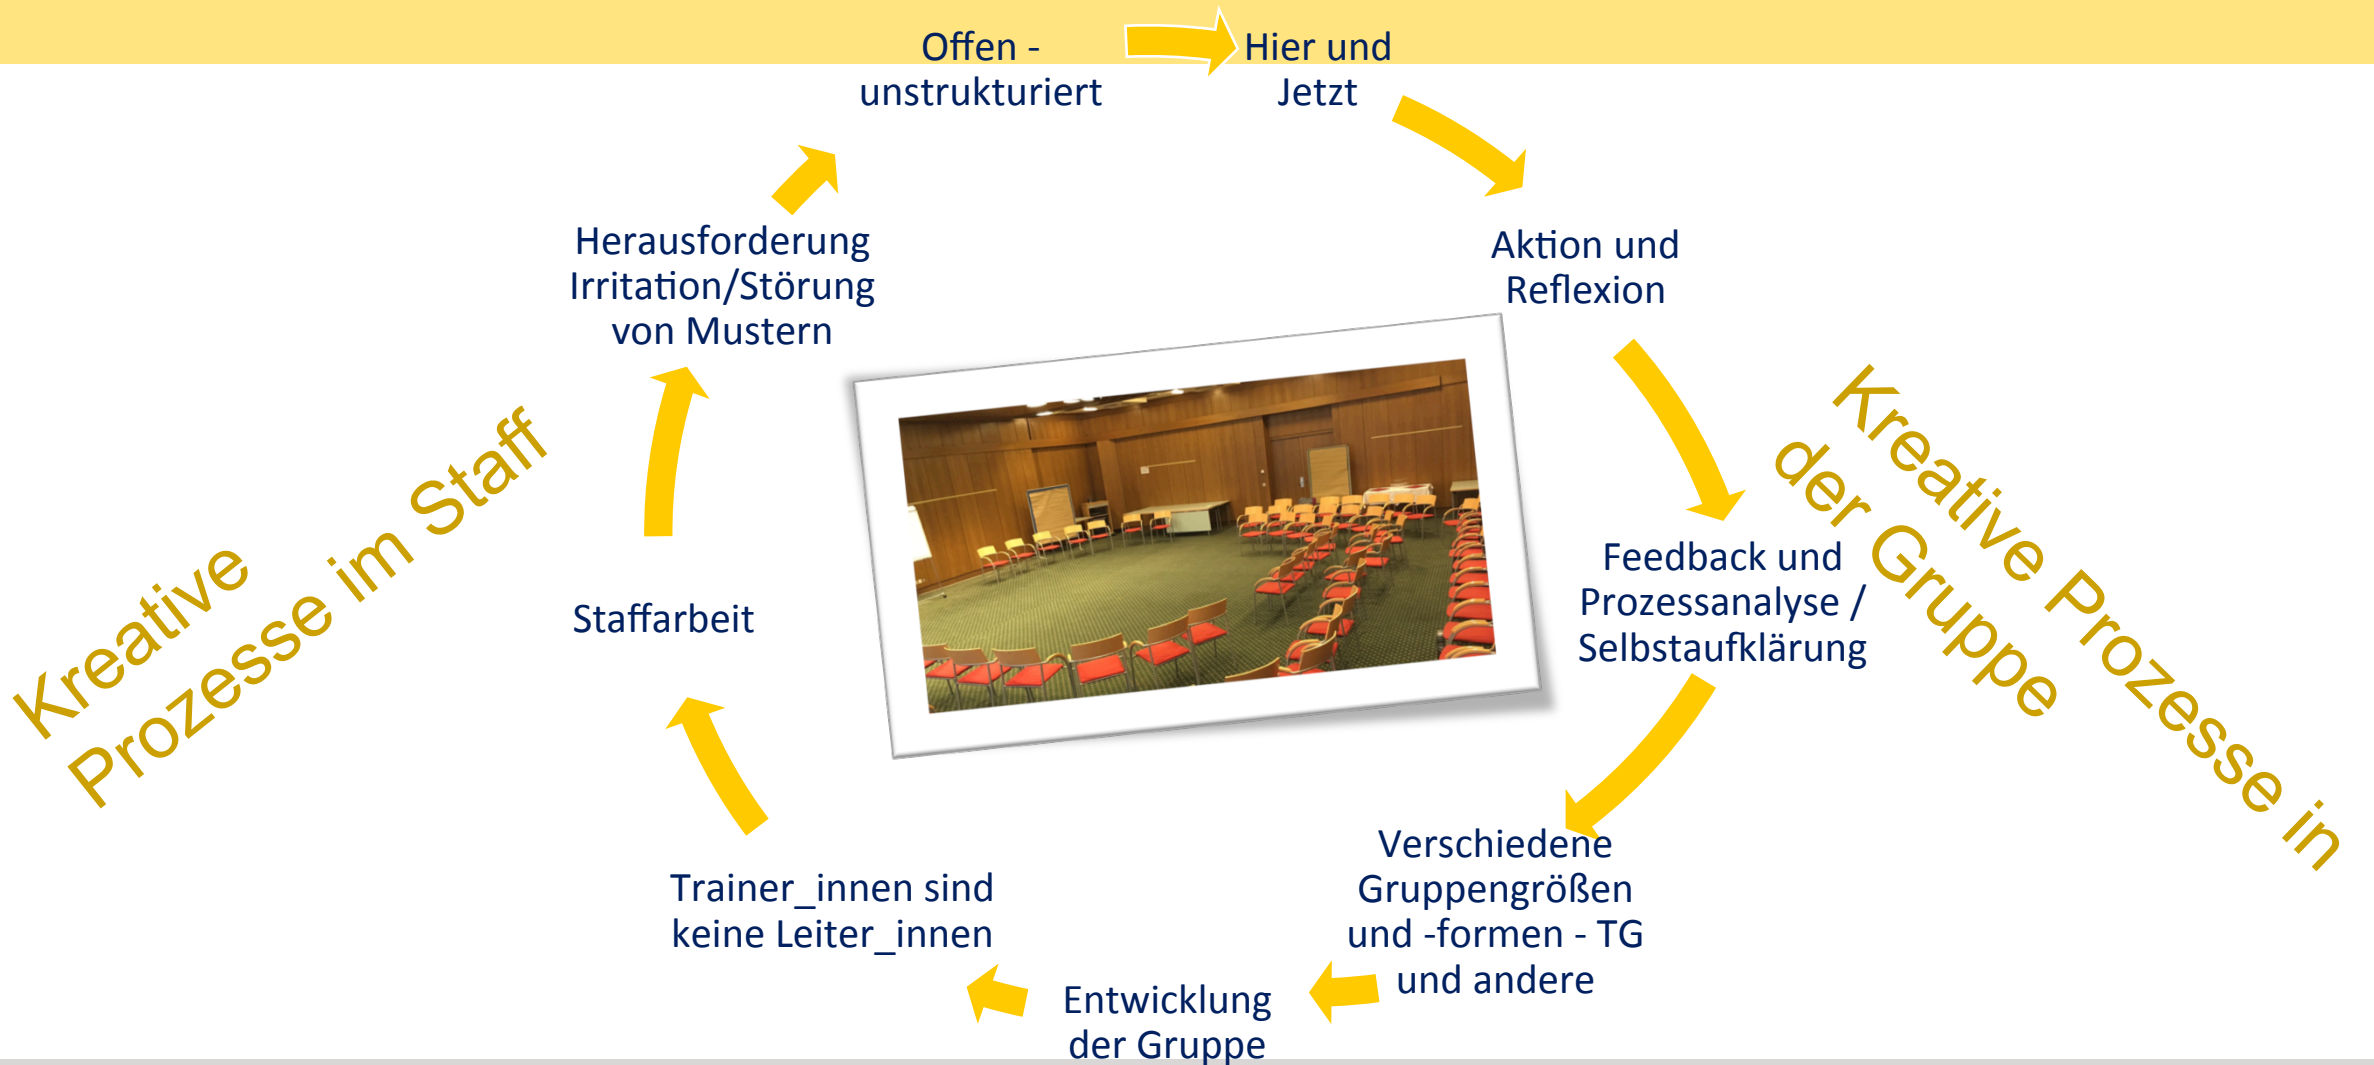 Offen -
unstrukturiert
Hier und
Jetzt
Aktion und
Reflexion
Feedback und
Prozessanalyse /
Selbstaufklärung
Verschiedene
Gruppengrößen
und -formen - TG
und andere
Entwicklung
der Gruppe
Trainer_innen sind
keine Leiter_innen
Staffarbeit
Herausforderung
Irritation/Störung
von Mustern
Kreative
Prozesse im Staff
Kreative Prozesse in
der Gruppe